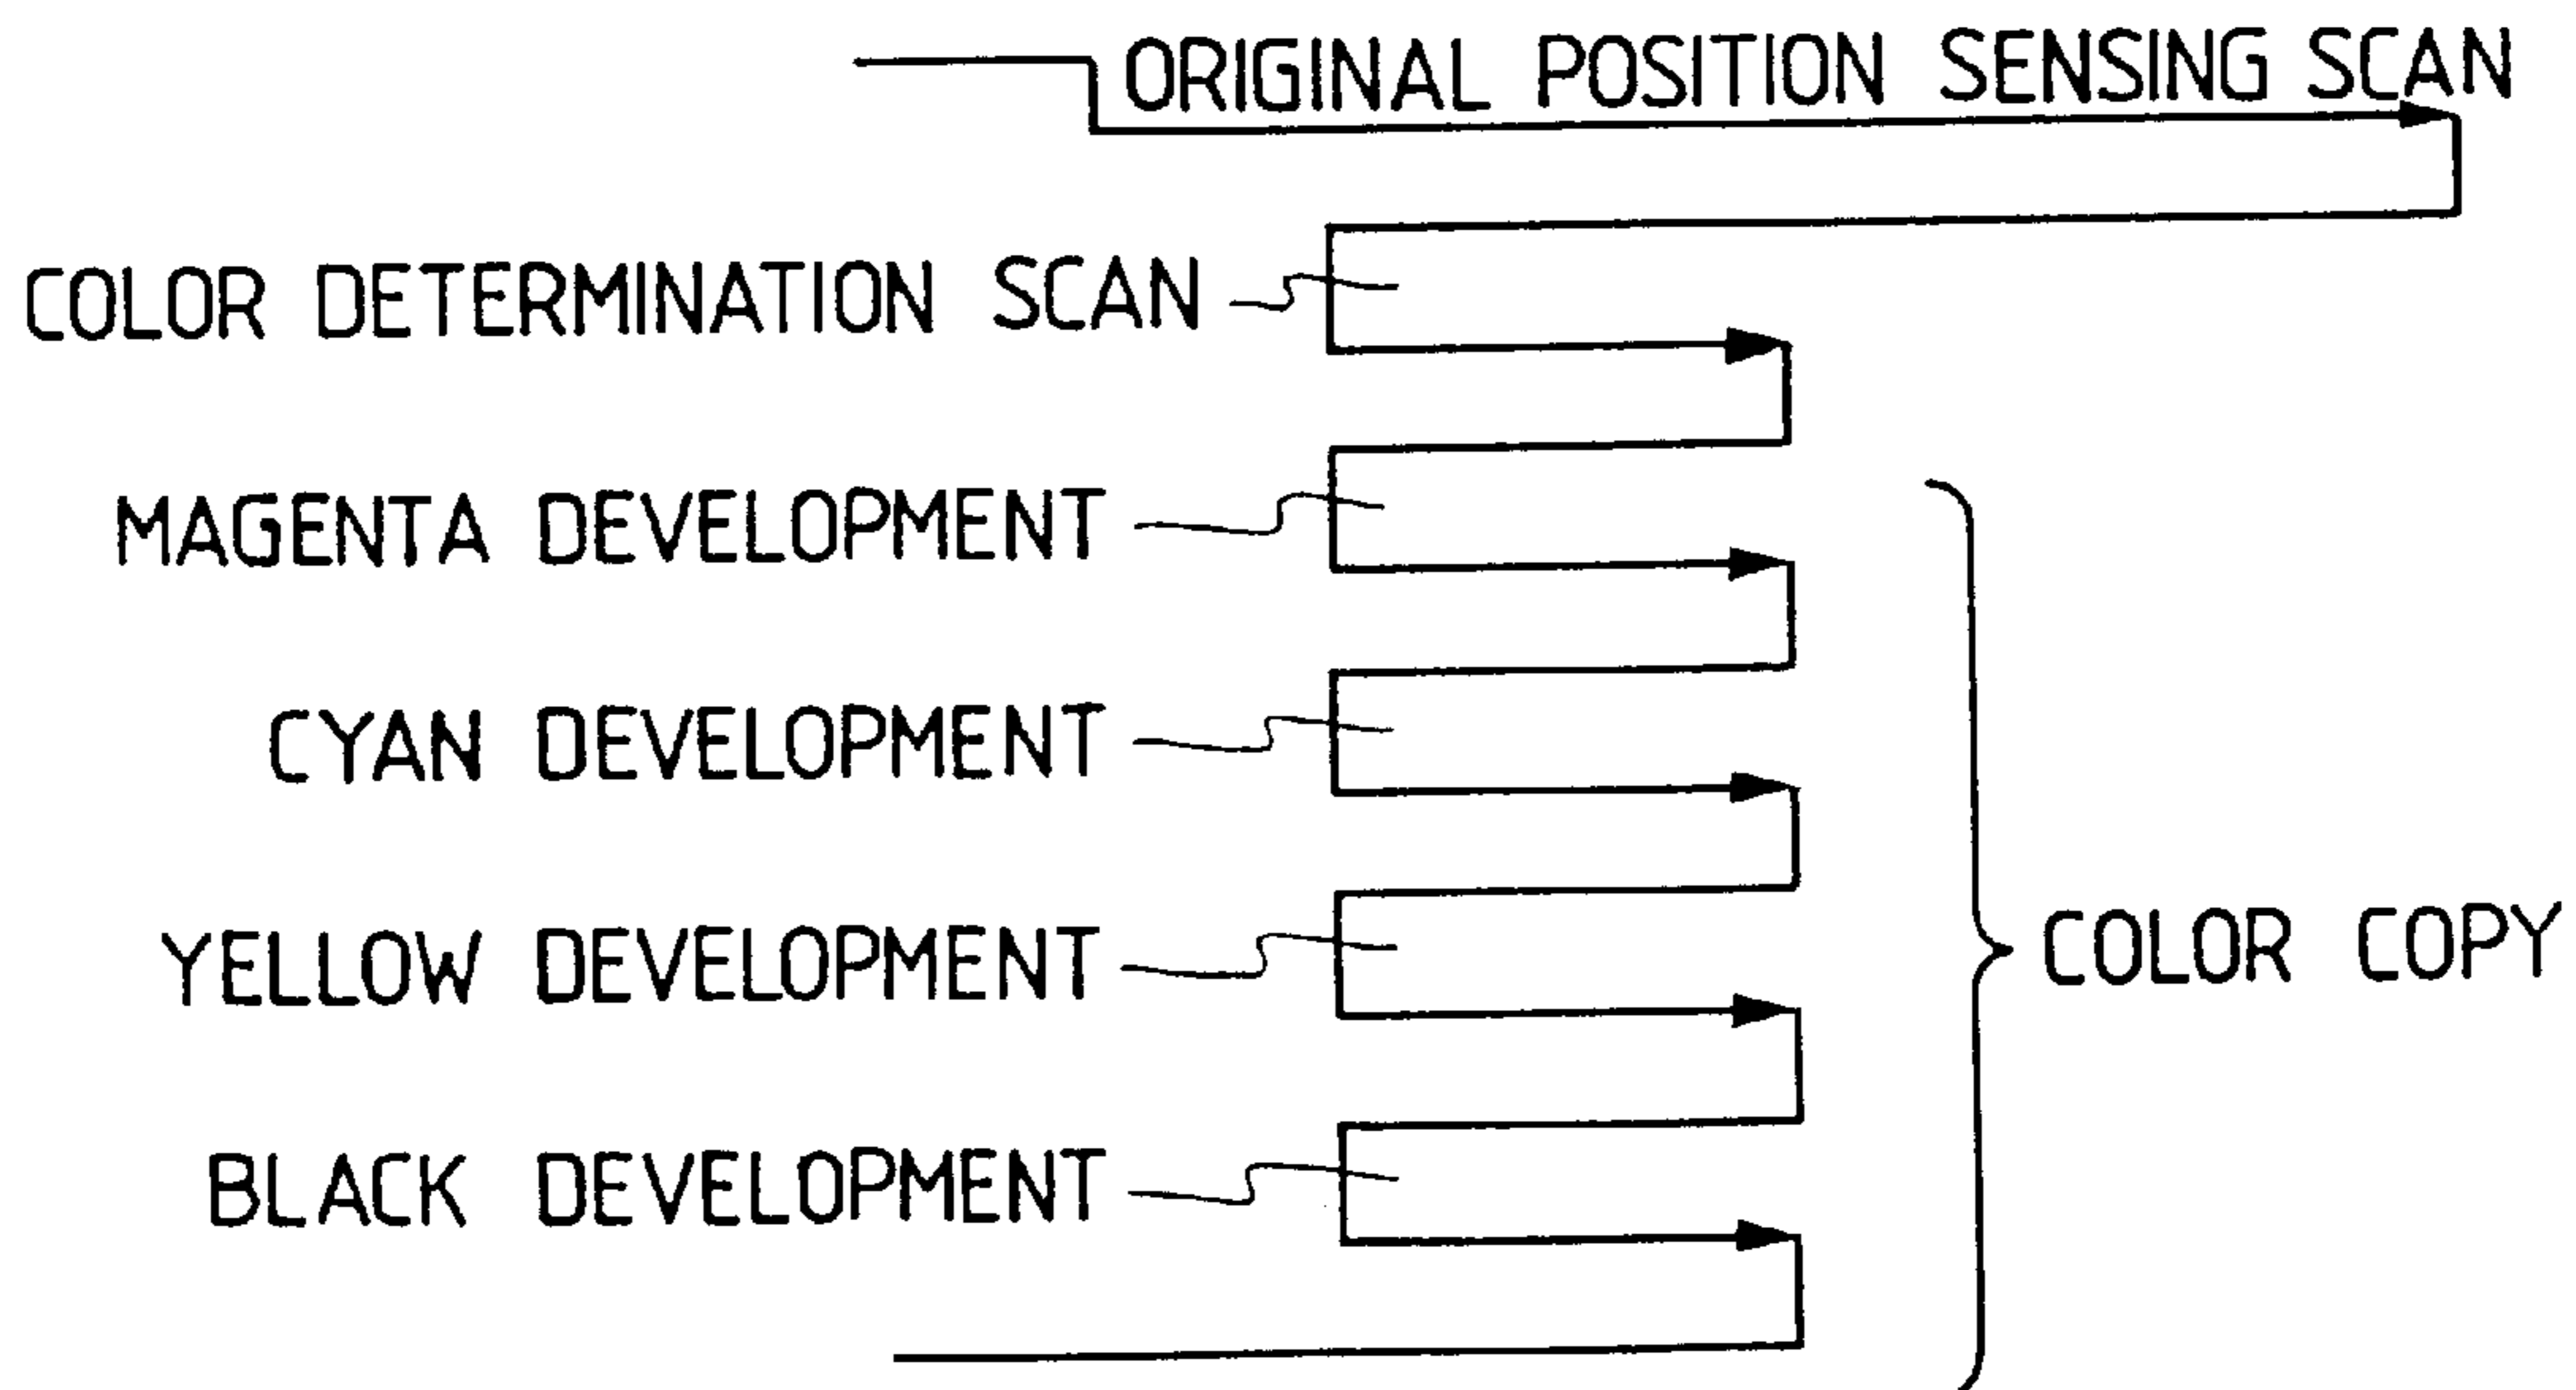 ORIGINAL POSITION SENSING SCAN
COLOR DETERMINATION SCAN
MAGENTA DEVELOPMENT
CYAN DEVELOPMENT
YELLOW DEVELOPMENT
COLOR COPY
BLACK DEVELOPMENT